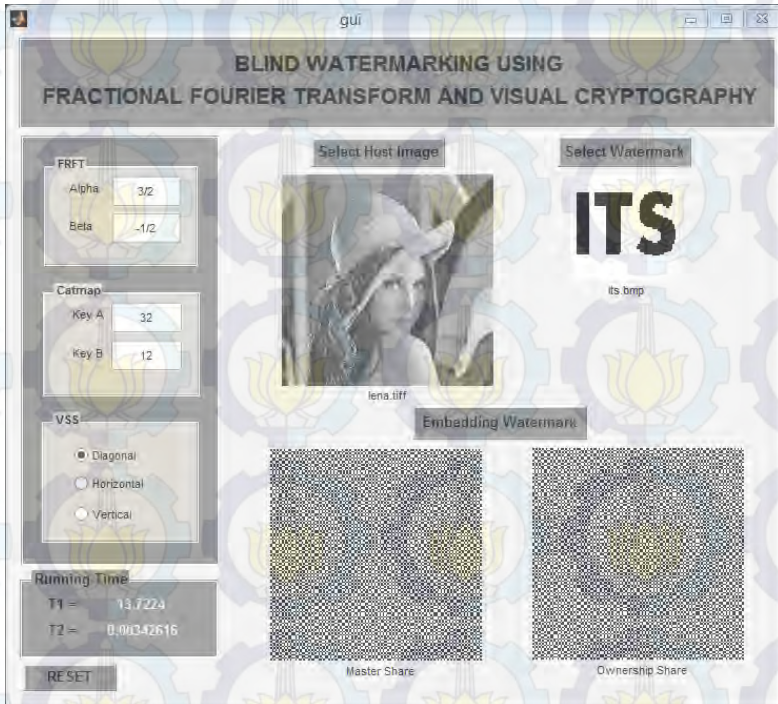 gui
BLIND WATERMARKING USING
FRACTIONAL FOURIER TRANSFORM AND VISUAL CRYPTOGRAPHY
FRFT
Alpha 3/2
Beta -1/2
Catmap
Key A 32
Key B 12
VSS
Diagonal
Horizontal
Vertical
Running Time
T1 = 13.7224
T2 = 0.00342616
RESET
Select Host Image
lena.tiff
Select Watermark
ITS
its.bmp
Embedding Watermark
Master Share
Ownership Share